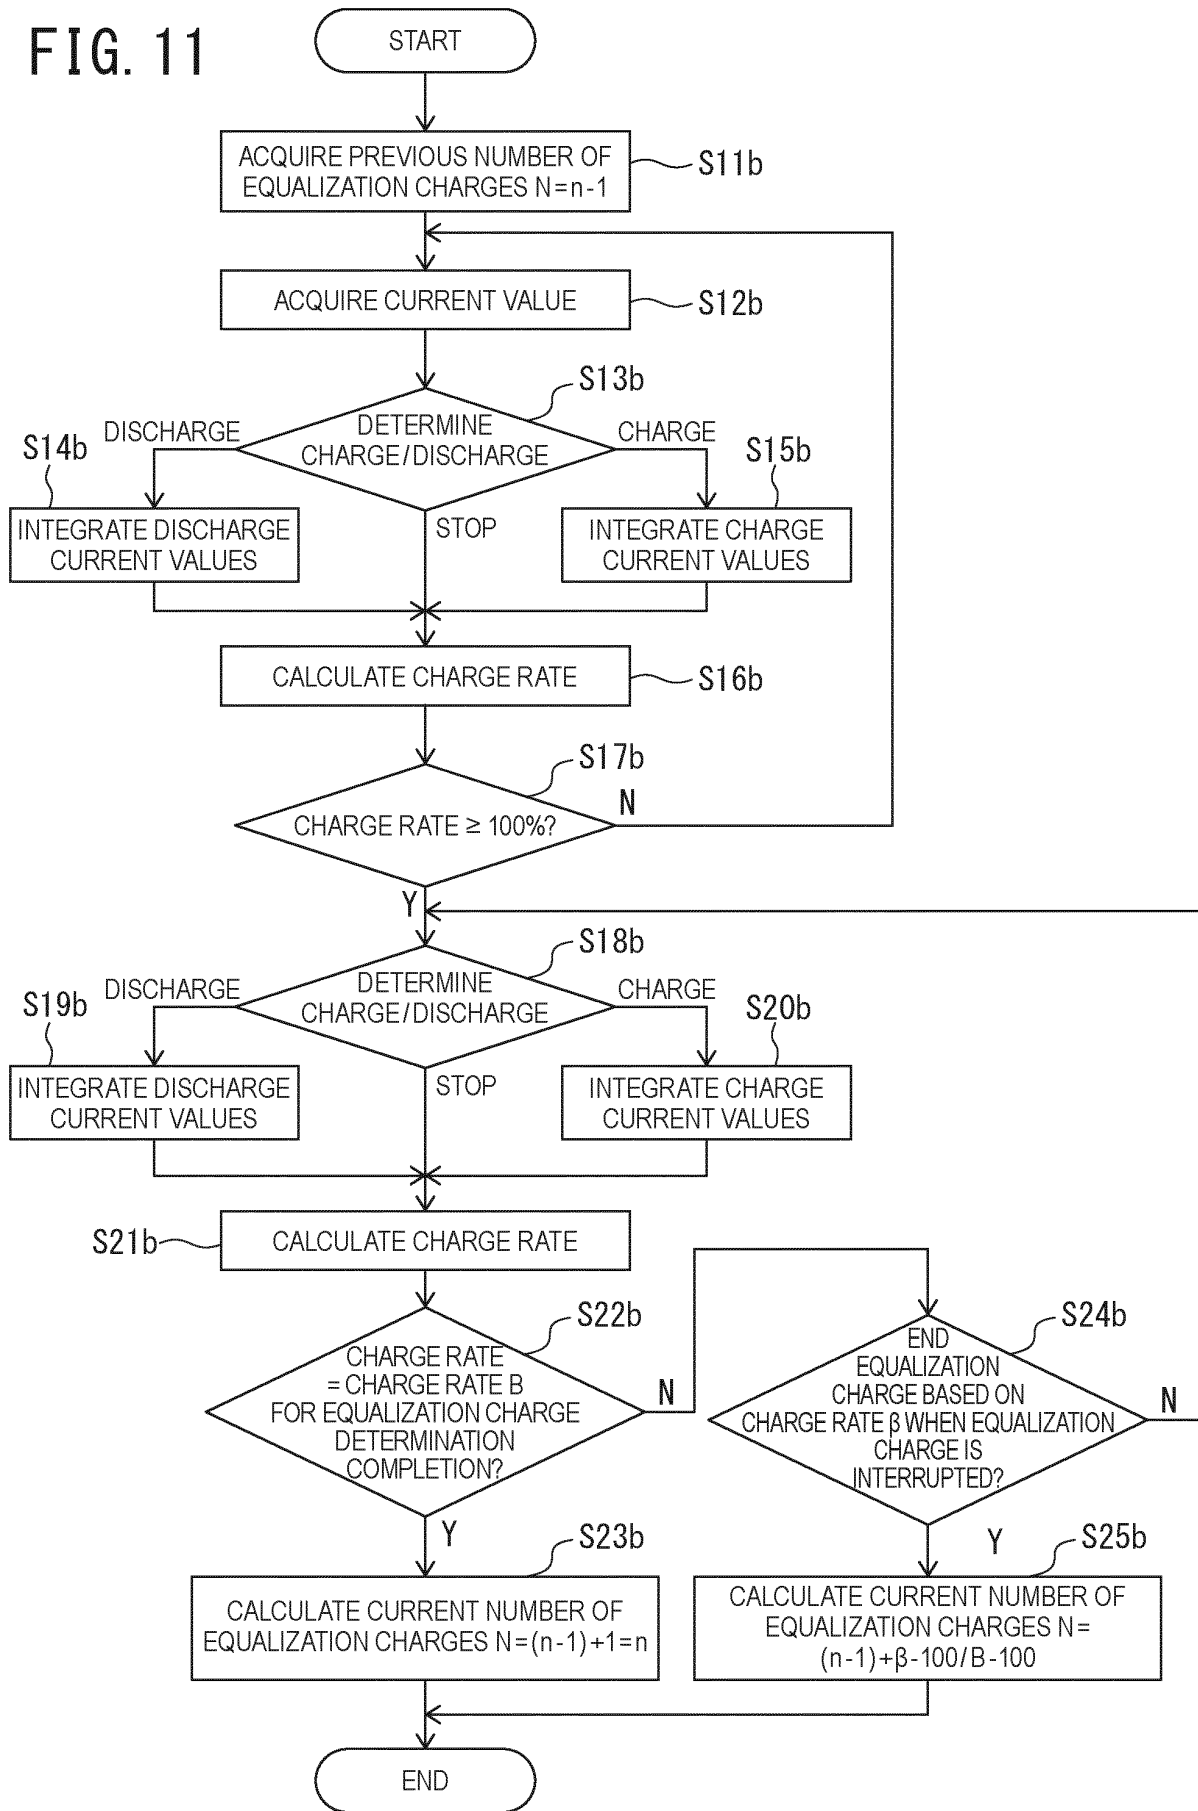 FIG. 11
START
ACQUIRE PREVIOUS NUMBER OF
EQUALIZATION CHARGES N=n-1
S11b
ACQUIRE CURRENT VALUE
S12b
S13b
DETERMINE
CHARGE/DISCHARGE
DISCHARGE
CHARGE
STOP
S14b
INTEGRATE DISCHARGE
CURRENT VALUES
S15b
INTEGRATE CHARGE
CURRENT VALUES
CALCULATE CHARGE RATE
S16b
S17b
CHARGE RATE ≥ 100%?
N
Y
S18b
DETERMINE
CHARGE/DISCHARGE
DISCHARGE
CHARGE
STOP
S19b
INTEGRATE DISCHARGE
CURRENT VALUES
S20b
INTEGRATE CHARGE
CURRENT VALUES
S21b
CALCULATE CHARGE RATE
S22b
CHARGE RATE
= CHARGE RATE B
FOR EQUALIZATION CHARGE
DETERMINATION
COMPLETION?
N
Y
S24b
END
EQUALIZATION
CHARGE BASED ON
CHARGE RATE β WHEN EQUALIZATION
CHARGE IS
INTERRUPTED?
N
Y
S23b
CALCULATE CURRENT NUMBER OF
EQUALIZATION CHARGES N=(n-1)+1=n
S25b
CALCULATE CURRENT NUMBER OF
EQUALIZATION CHARGES N=
(n-1)+β-100/B-100
END